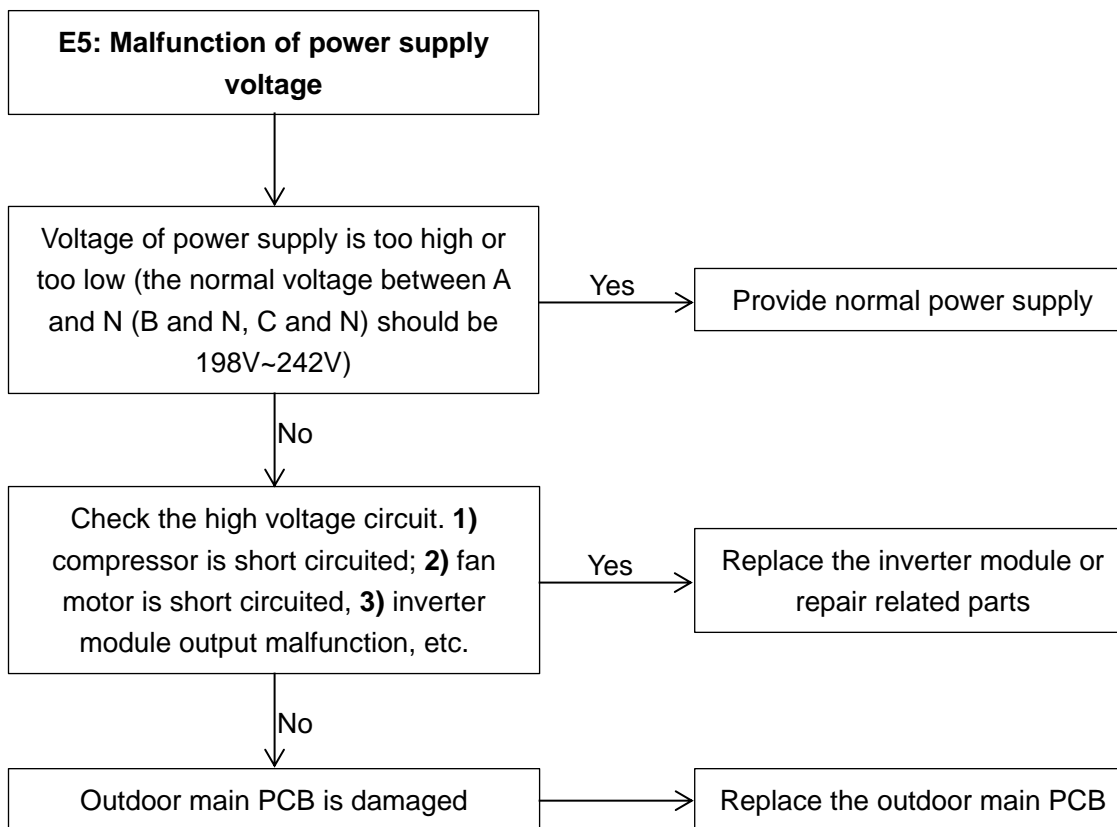 E5: Malfunction of power supply
voltage
Voltage of power supply is too high or
too low (the normal voltage between A
and N (B and N, C and N) should be
198V~242V)
Yes
Provide normal power supply
No
Check the high voltage circuit. 1)
compressor is short circuited; 2) fan
motor is short circuited, 3) inverter
module output malfunction, etc.
Yes
Replace the inverter module or
repair related parts
No
Outdoor main PCB is damaged
Replace the outdoor main PCB